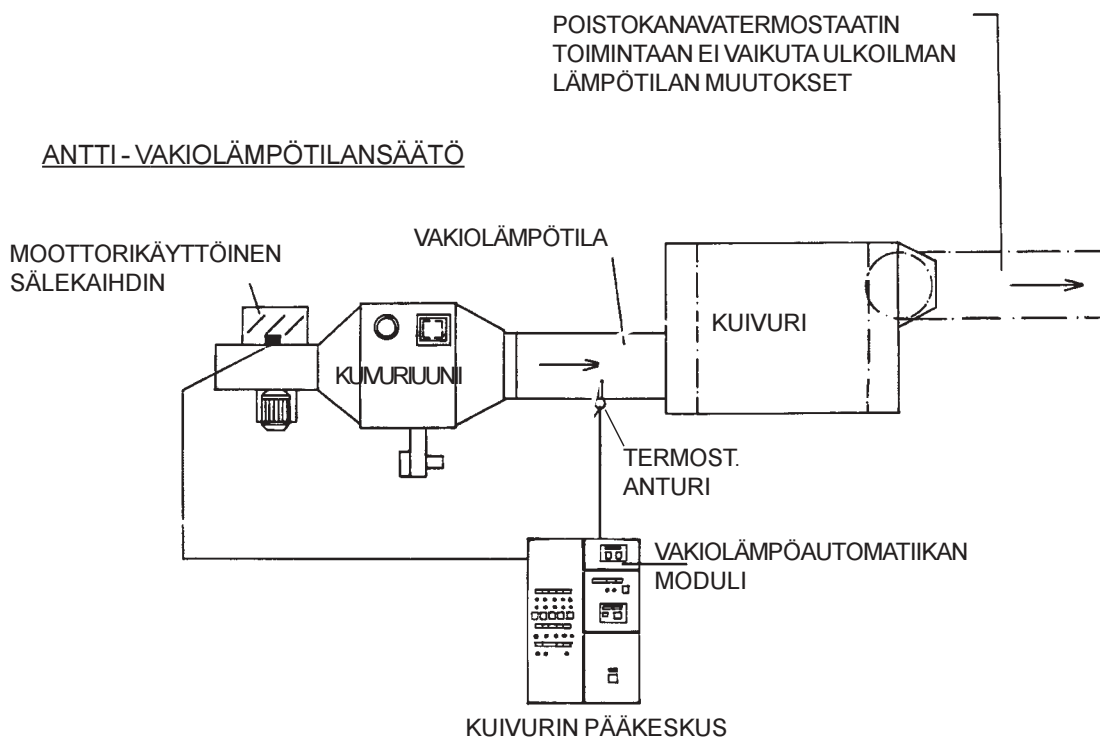 POISTOKANAVATERMOSTAATIN
TOIMINTAAN EI VAIKUTA ULKOILMAN
LÄMPÖTILAN MUUTOKSET
ANTTI - VAKIOLÄMPÖTILANSÄÄTÖ
MOOTTORIKÄYTTÖINEN
SÄLEKAIHDIN
VAKIOLÄMPÖTILA
KUIVURI
KUIVURIUUNII
TERMOST.
ANTURI
VAKIOLÄMPÖAUTOMATIIKAN
MODULI
KUIVURIN PÄÄKESKUS